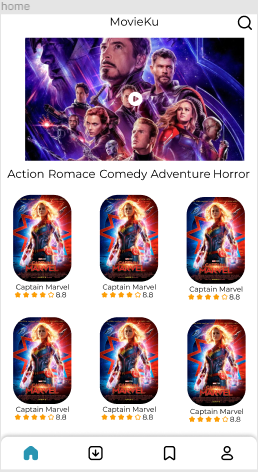 home
MovieKu
Action Romace Comedy Adventure Horror
Captain Marvel Captain Marvel Captain Marvel
8.8 8.8 8.8
Captain Marvel Captain Marvel Captain Marvel
8.8 8.8 8.8